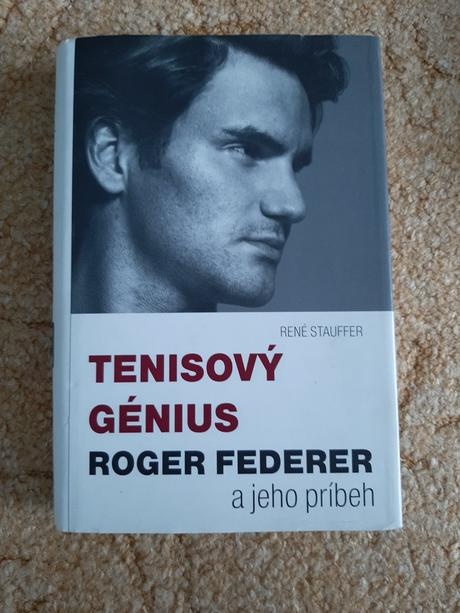 RENÉ STAUFFER
TENISOVÝ
GÉNIUS
ROGER FEDERER
a jeho príbeh